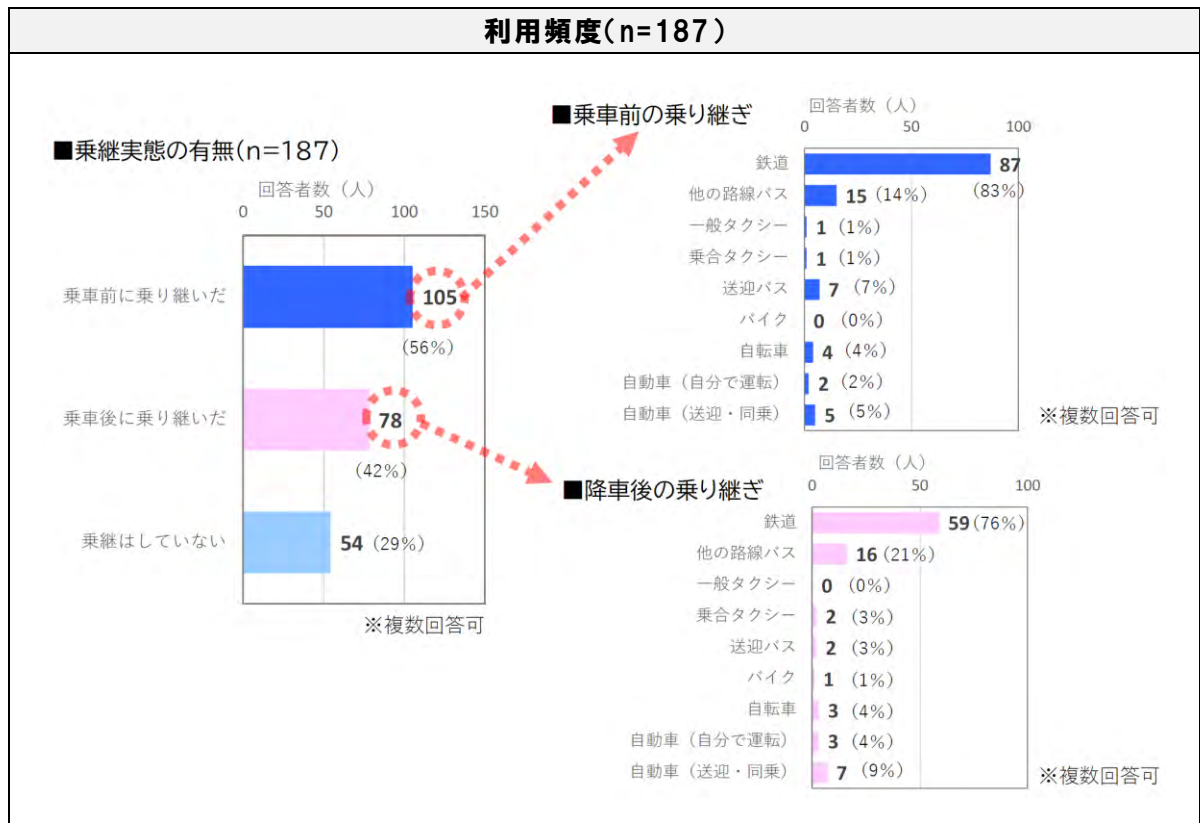 利用頻度(n=187)
■乗継実態の有無(n=187)
回答者数（人）
0 50 100 150
乗車前に乗り継いだ 105
(56%)
乗車後に乗り継いだ 78
(42%)
乗継はしていない 54 (29%)
※複数回答可
■乗車前の乗り継ぎ
回答者数（人）
0 50 100
鉄道 87
(83%)
他の路線バス 15 (14%)
一般タクシー 1 (1%)
乗合タクシー 1 (1%)
送迎バス 7 (7%)
バイク 0 (0%)
自転車 4 (4%)
自動車（自分で運転） 2 (2%)
自動車（送迎・同乗） 5 (5%)
※複数回答可
■降車後の乗り継ぎ
回答者数（人）
0 50 100
鉄道 59 (76%)
他の路線バス 16 (21%)
一般タクシー 0 (0%)
乗合タクシー 2 (3%)
送迎バス 2 (3%)
バイク 1 (1%)
自転車 3 (4%)
自動車（自分で運転） 3 (4%)
自動車（送迎・同乗） 7 (9%)
※複数回答可